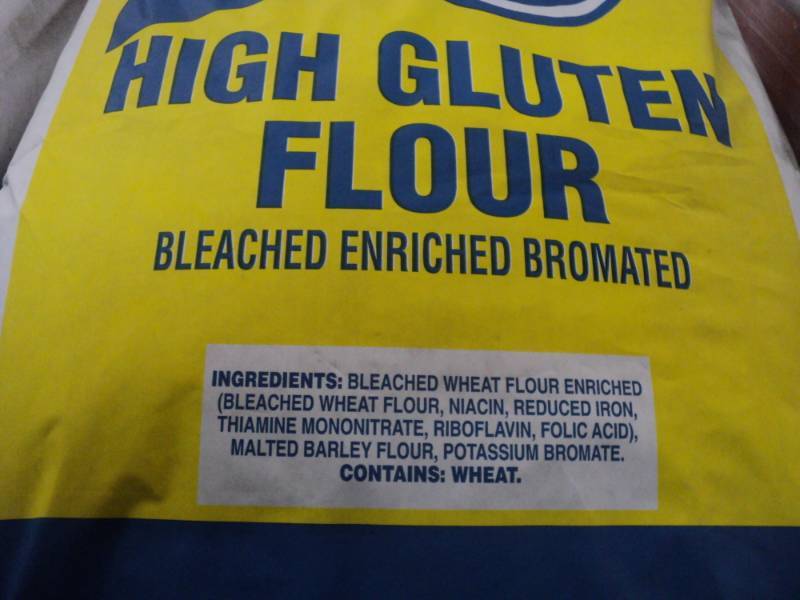 HIGH GLUTEN
FLOUR
BLEACHED ENRICHED BROMATED
INGREDIENTS: BLEACHED WHEAT FLOUR ENRICHED
(BLEACHED WHEAT FLOUR, NIACIN, REDUCED IRON,
THIAMINE MONONITRATE, RIBOFLAVIN, FOLIC ACID),
MALTED BARLEY FLOUR, POTASSIUM BROMATE.
CONTAINS: WHEAT.